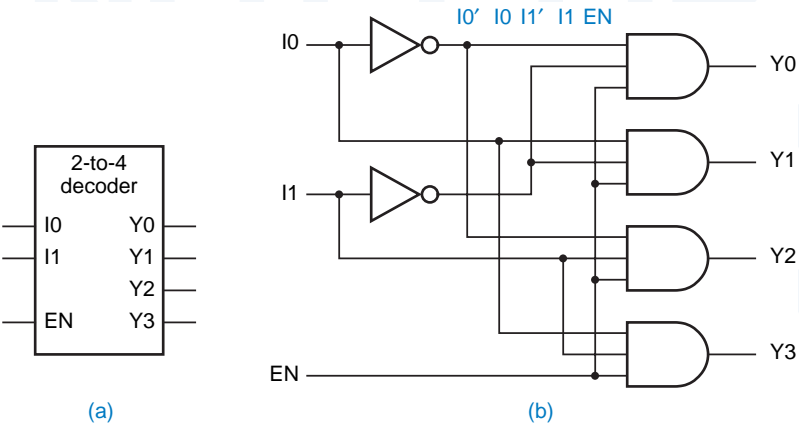 2-to-4
decoder
I0 Y0
I1 Y1
Y2
EN Y3
(a)
I0′ I0 I1′ I1 EN
I0
I1
EN
Y0
Y1
Y2
Y3
(b)